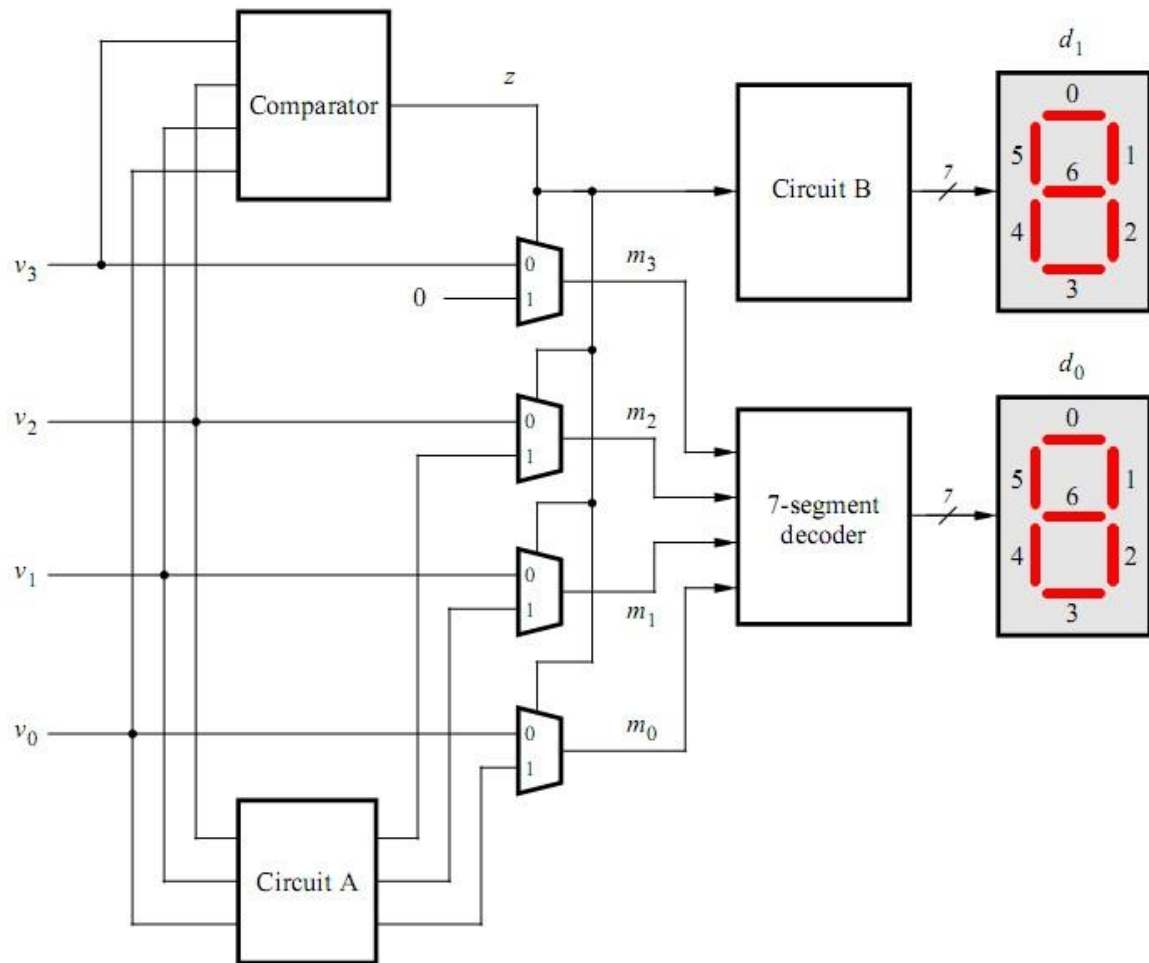 d₁
z
0
Comparator
5
1
7
6
Circuit B
4
2
v₃
0
m₃
0
1
3
d₀
0
v₂
0
m₂
1
5
1
7
6
7-segment
decoder
4
2
v₁
0
1
m₁
3
v₀
0
m₀
1
Circuit A